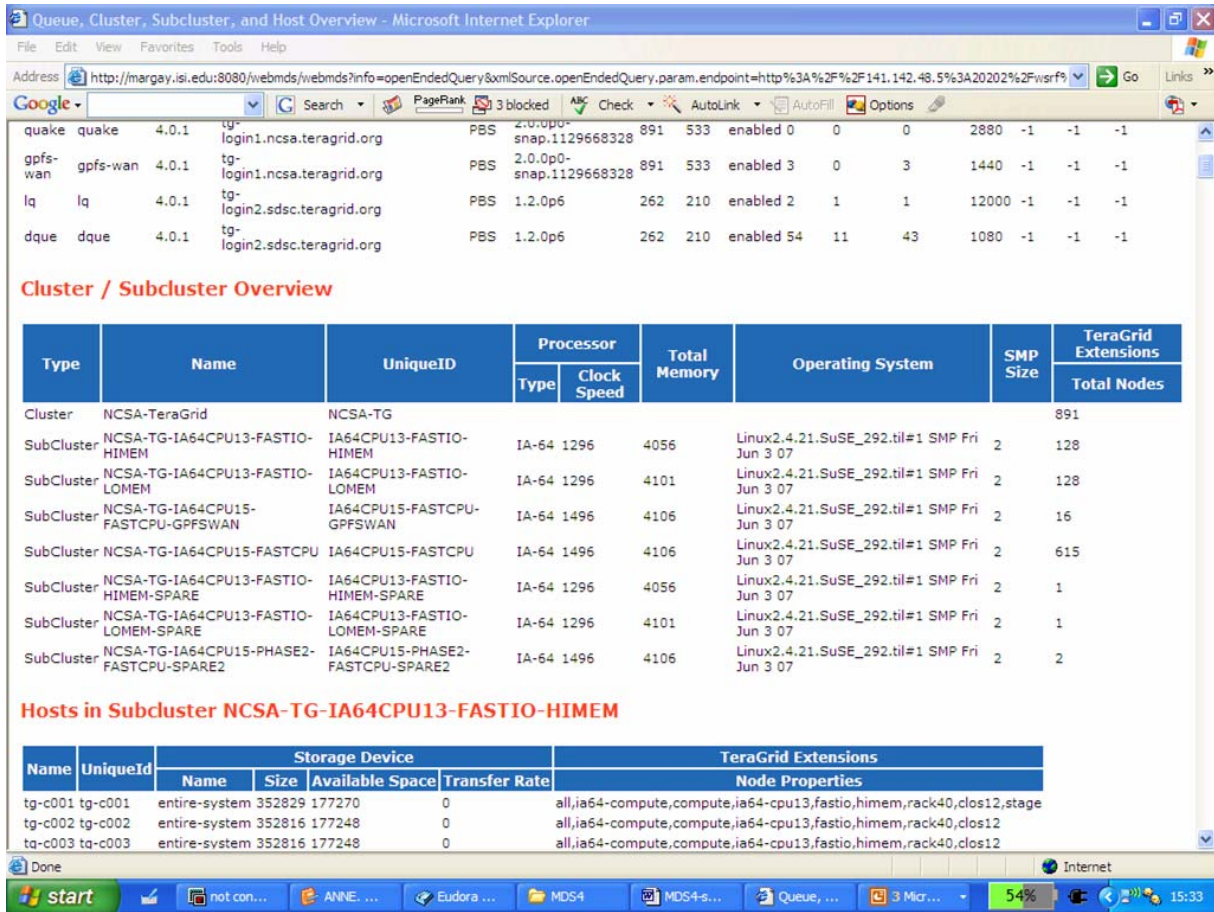 Queue, Cluster, Subcluster, and Host Overview - Microsoft Internet Explorer
File Edit View Favorites Tools Help
Address http://margay.isi.edu:8080/webmds/webmds?info=openEndedQuery&xmlSource.openEndedQuery.param.endpoint=http%3A%2F%2F141.142.48.5%3A20202%2Fwsrf% Go Links »
Google Search PageRank 3 blocked ABC Check AutoLink AutoFill Options
quake quake 4.0.1 tg- PBS 2.0.0p0- 891 533 enabled 0 0 0 2880 -1 -1 -1
login1.ncsa.teragrid.org snap.1129668328
gpfs- gpfs-wan 4.0.1 tg- PBS 2.0.0p0- 891 533 enabled 3 0 3 1440 -1 -1 -1
wan login1.ncsa.teragrid.org snap.1129668328
lq lq 4.0.1 tg- PBS 1.2.0p6 262 210 enabled 2 1 1 12000 -1 -1 -1
login2.sdsc.teragrid.org
dque dque 4.0.1 tg- PBS 1.2.0p6 262 210 enabled 54 11 43 1080 -1 -1 -1
login2.sdsc.teragrid.org
Cluster / Subcluster Overview
Type Name UniqueID Processor Total Memory Operating System SMP Size TeraGrid Extensions
Type Clock Speed Total Nodes
Cluster NCSA-TeraGrid NCSA-TG 891
SubCluster NCSA-TG-IA64CPU13-FASTIO- IA64CPU13-FASTIO- IA-64 1296 4056 Linux2.4.21.SuSE_292.til#1 SMP Fri 2 128
HIMEM HIMEM Jun 3 07
SubCluster NCSA-TG-IA64CPU13-FASTIO- IA64CPU13-FASTIO- IA-64 1296 4101 Linux2.4.21.SuSE_292.til#1 SMP Fri 2 128
LOMEM LOMEM Jun 3 07
SubCluster NCSA-TG-IA64CPU15- IA64CPU15-FASTCPU- IA-64 1496 4106 Linux2.4.21.SuSE_292.til#1 SMP Fri 2 16
FASTCPU-GPFSWAN GPFSWAN Jun 3 07
SubCluster NCSA-TG-IA64CPU15-FASTCPU IA64CPU15-FASTCPU IA-64 1496 4106 Linux2.4.21.SuSE_292.til#1 SMP Fri 2 615
Jun 3 07
SubCluster NCSA-TG-IA64CPU13-FASTIO- IA64CPU13-FASTIO- IA-64 1296 4056 Linux2.4.21.SuSE_292.til#1 SMP Fri 2 1
HIMEM-SPARE HIMEM-SPARE Jun 3 07
SubCluster NCSA-TG-IA64CPU13-FASTIO- IA64CPU13-FASTIO- IA-64 1296 4101 Linux2.4.21.SuSE_292.til#1 SMP Fri 2 1
LOMEM-SPARE LOMEM-SPARE Jun 3 07
SubCluster NCSA-TG-IA64CPU15-PHASE2- IA64CPU15-PHASE2- IA-64 1496 4106 Linux2.4.21.SuSE_292.til#1 SMP Fri 2 2
FASTCPU-SPARE2 FASTCPU-SPARE2 Jun 3 07
Hosts in Subcluster NCSA-TG-IA64CPU13-FASTIO-HIMEM
Name UniqueId Storage Device TeraGrid Extensions
Name Size Available Space Transfer Rate Node Properties
tg-c001 tg-c001 entire-system 352829 177270 0 all,ia64-compute,compute,ia64-cpu13,fastio,himem,rack40,clos12,stage
tg-c002 tg-c002 entire-system 352816 177248 0 all,ia64-compute,compute,ia64-cpu13,fastio,himem,rack40,clos12
tg-c003 tg-c003 entire-system 352816 177248 0 all,ia64-compute,compute,ia64-cpu13,fastio,himem,rack40,clos12
Done Internet
start not con... ANNE. ... Eudora ... MDS4 MDS4-s... Queue, ... 3 Micr... 54% 15:33